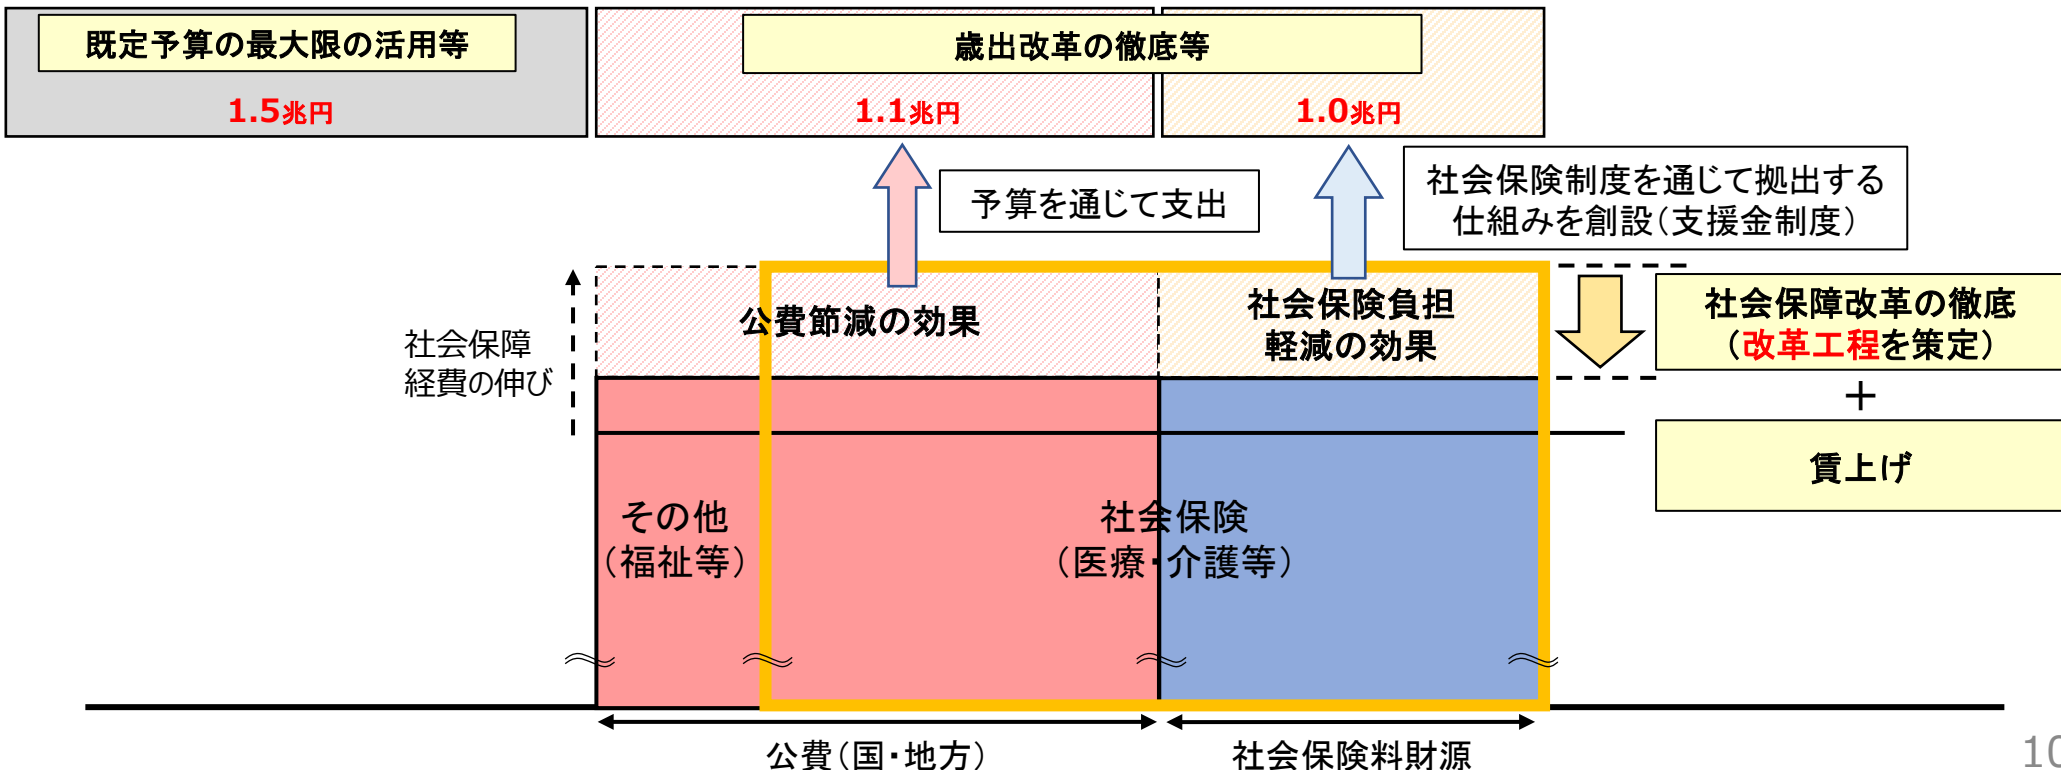 既定予算の最大限の活用等
1.5兆円
歳出改革の徹底等
1.1兆円
1.0兆円
予算を通じて支出
社会保険制度を通じて拠出する
仕組みを創設(支援金制度)
社会保障
経費の伸び
公費節減の効果
社会保険負担
軽減の効果
社会保障改革の徹底
(改革工程を策定)
+
賃上げ
その他
(福祉等)
社会保険
(医療・介護等)
公費(国・地方)
社会保険料財源
10